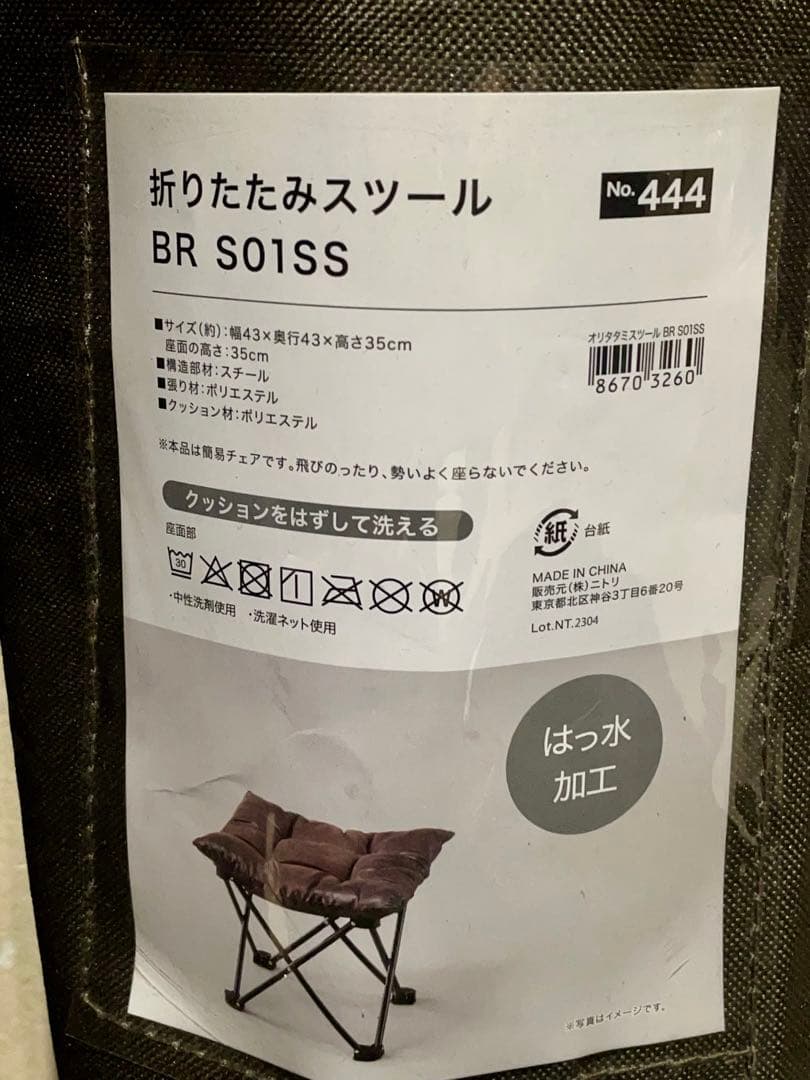 折りたたみスツール
BR S01SS
No.444
■サイズ(約):幅43×奥行43×高さ35cm
座面の高さ:35cm
■構造部材:スチール
■張り材:ポリエステル
■クッション材:ポリエステル
オリタタミスツール BR S01SS
8670 3260
※本品は簡易チェアです。飛びのったり、勢いよく座らないでください。
クッションをはずして洗える
座面部
30
W
・中性洗剤使用 ・洗濯ネット使用
紙 台紙
MADE IN CHINA
販売元(株)ニトリ
東京都北区神谷3丁目6番20号
Lot.NT.2304
はっ水
加工
※写真はイメージです。